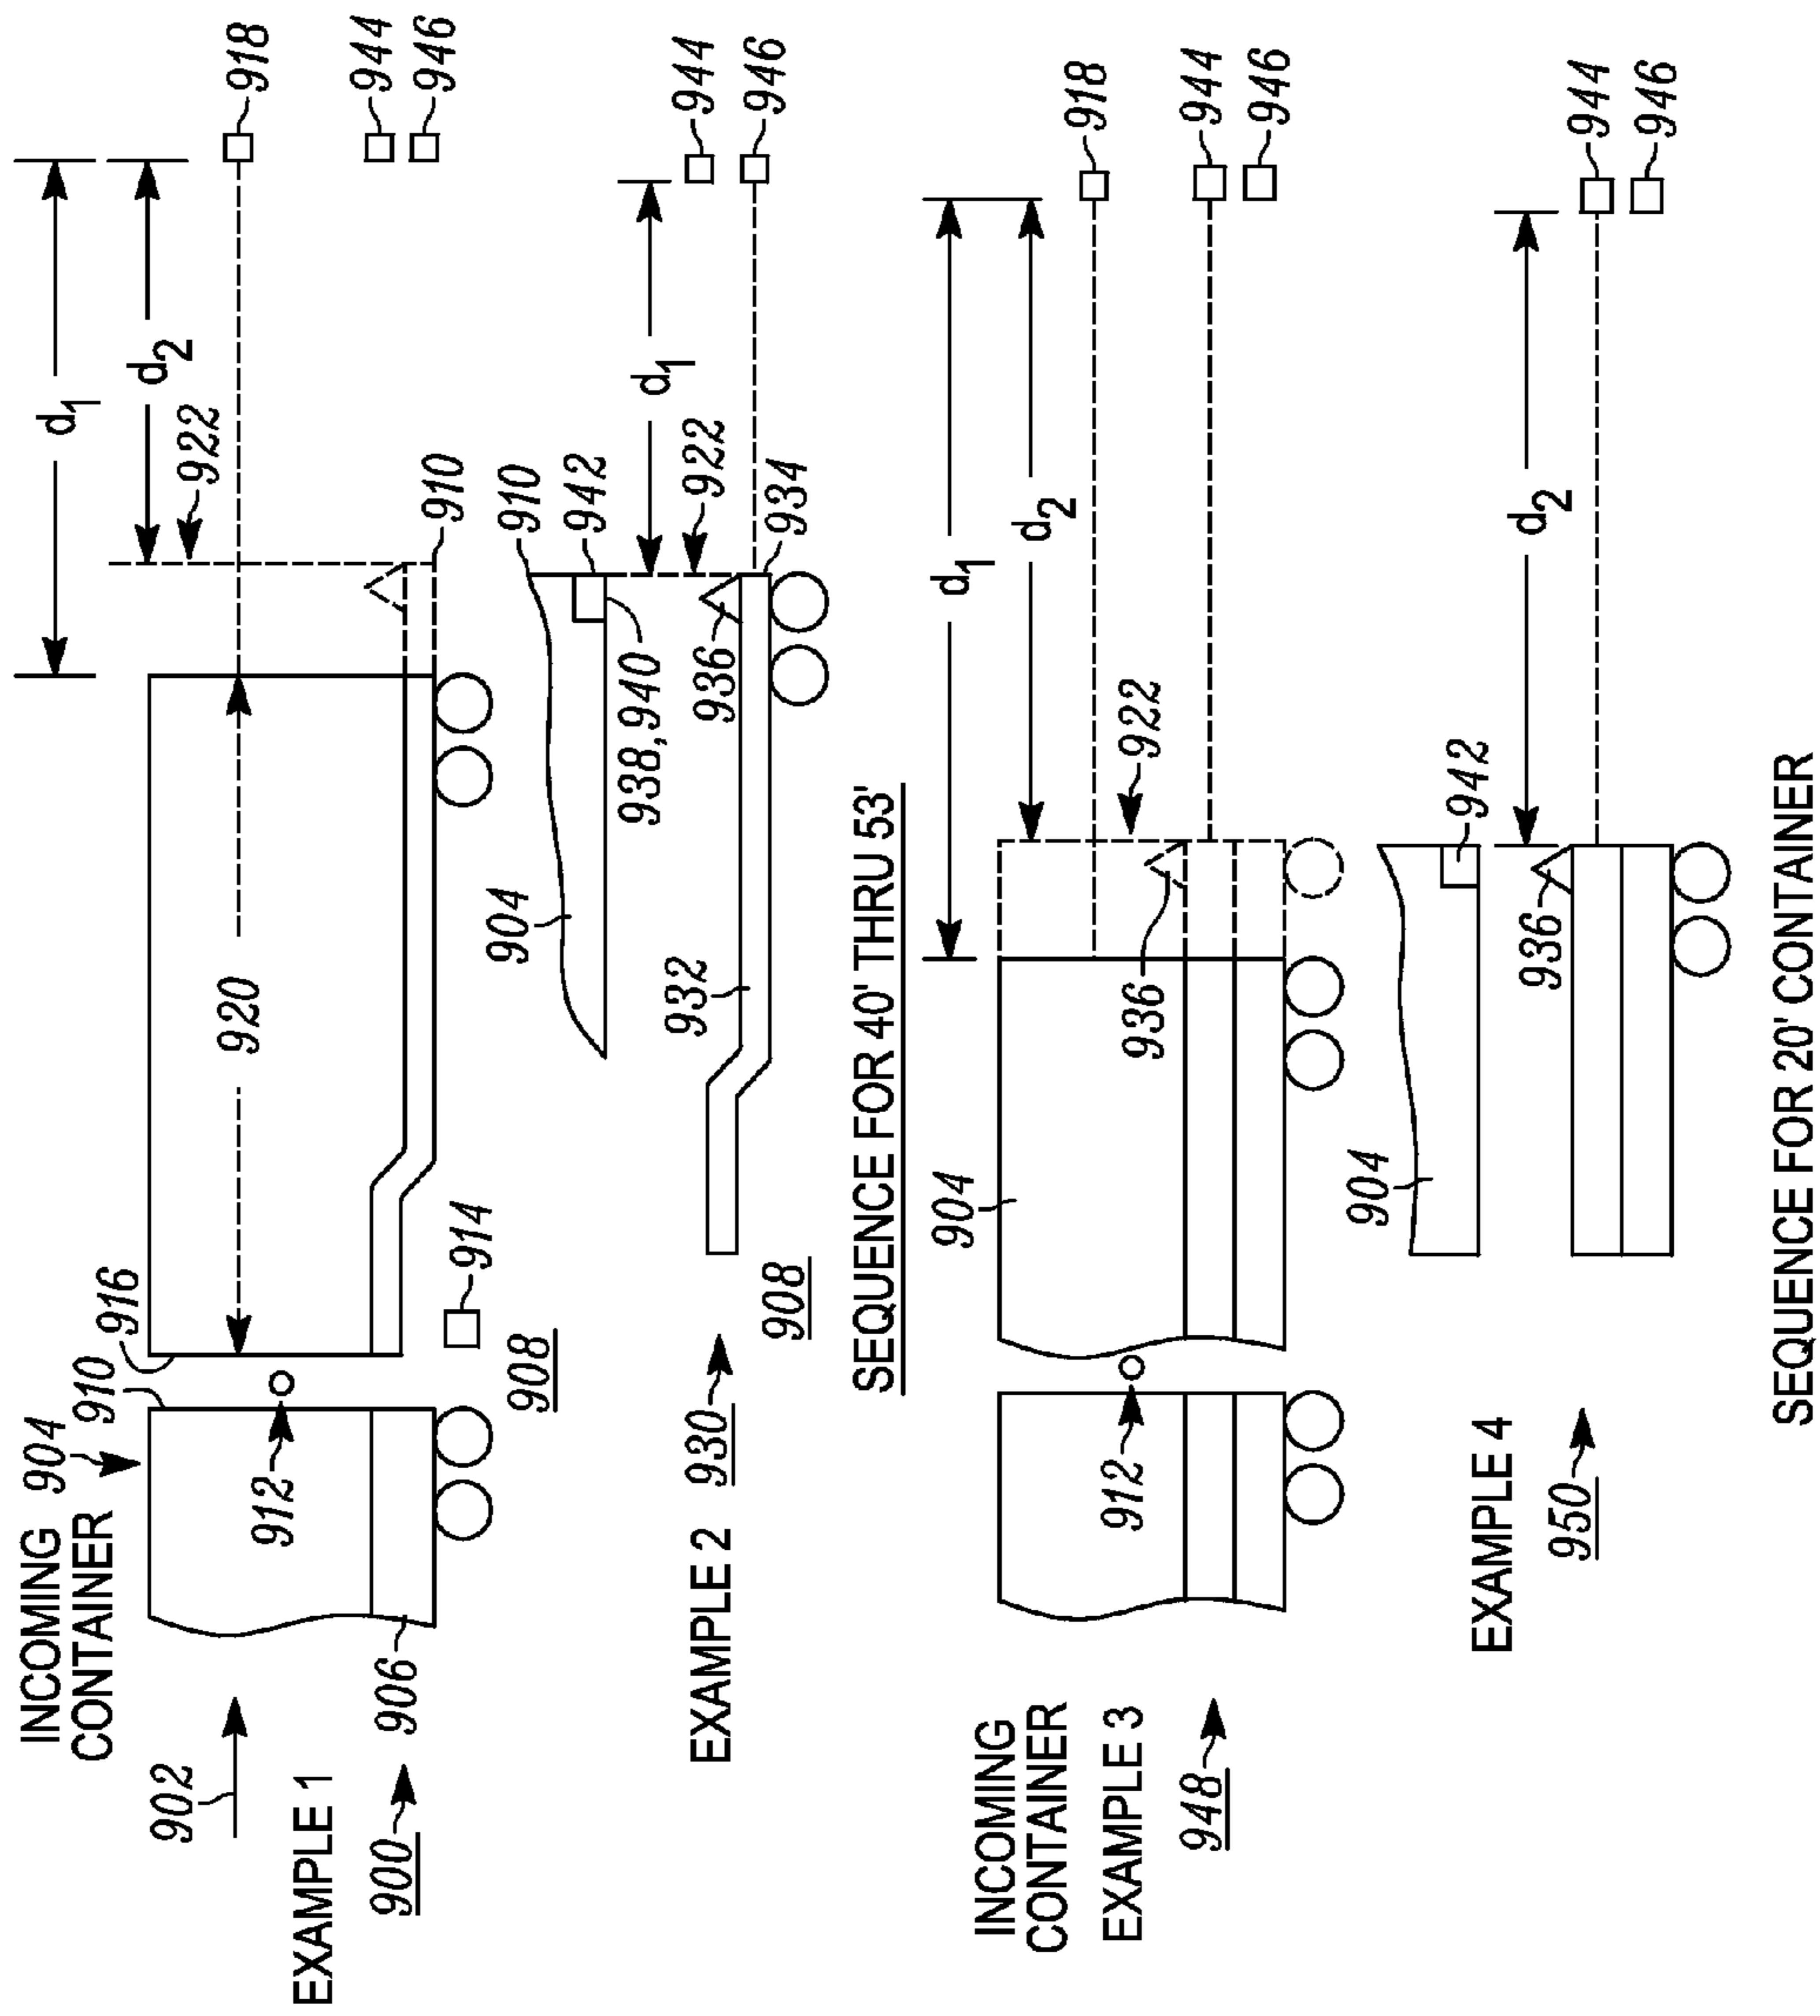 INCOMING
CONTAINER
904
910
916
d1
d2
922
918
902
912
920
944
946
EXAMPLE 1
900
906
914
910
908
904
910
942
938,940
d1
922
944
946
EXAMPLE 2
930
932
936
934
908
SEQUENCE FOR 40' THRU 53'
INCOMING
CONTAINER
904
d1
d2
918
EXAMPLE 3
912
936
922
944
948
946
904
942
d2
EXAMPLE 4
936
944
950
946
SEQUENCE FOR 20' CONTAINER